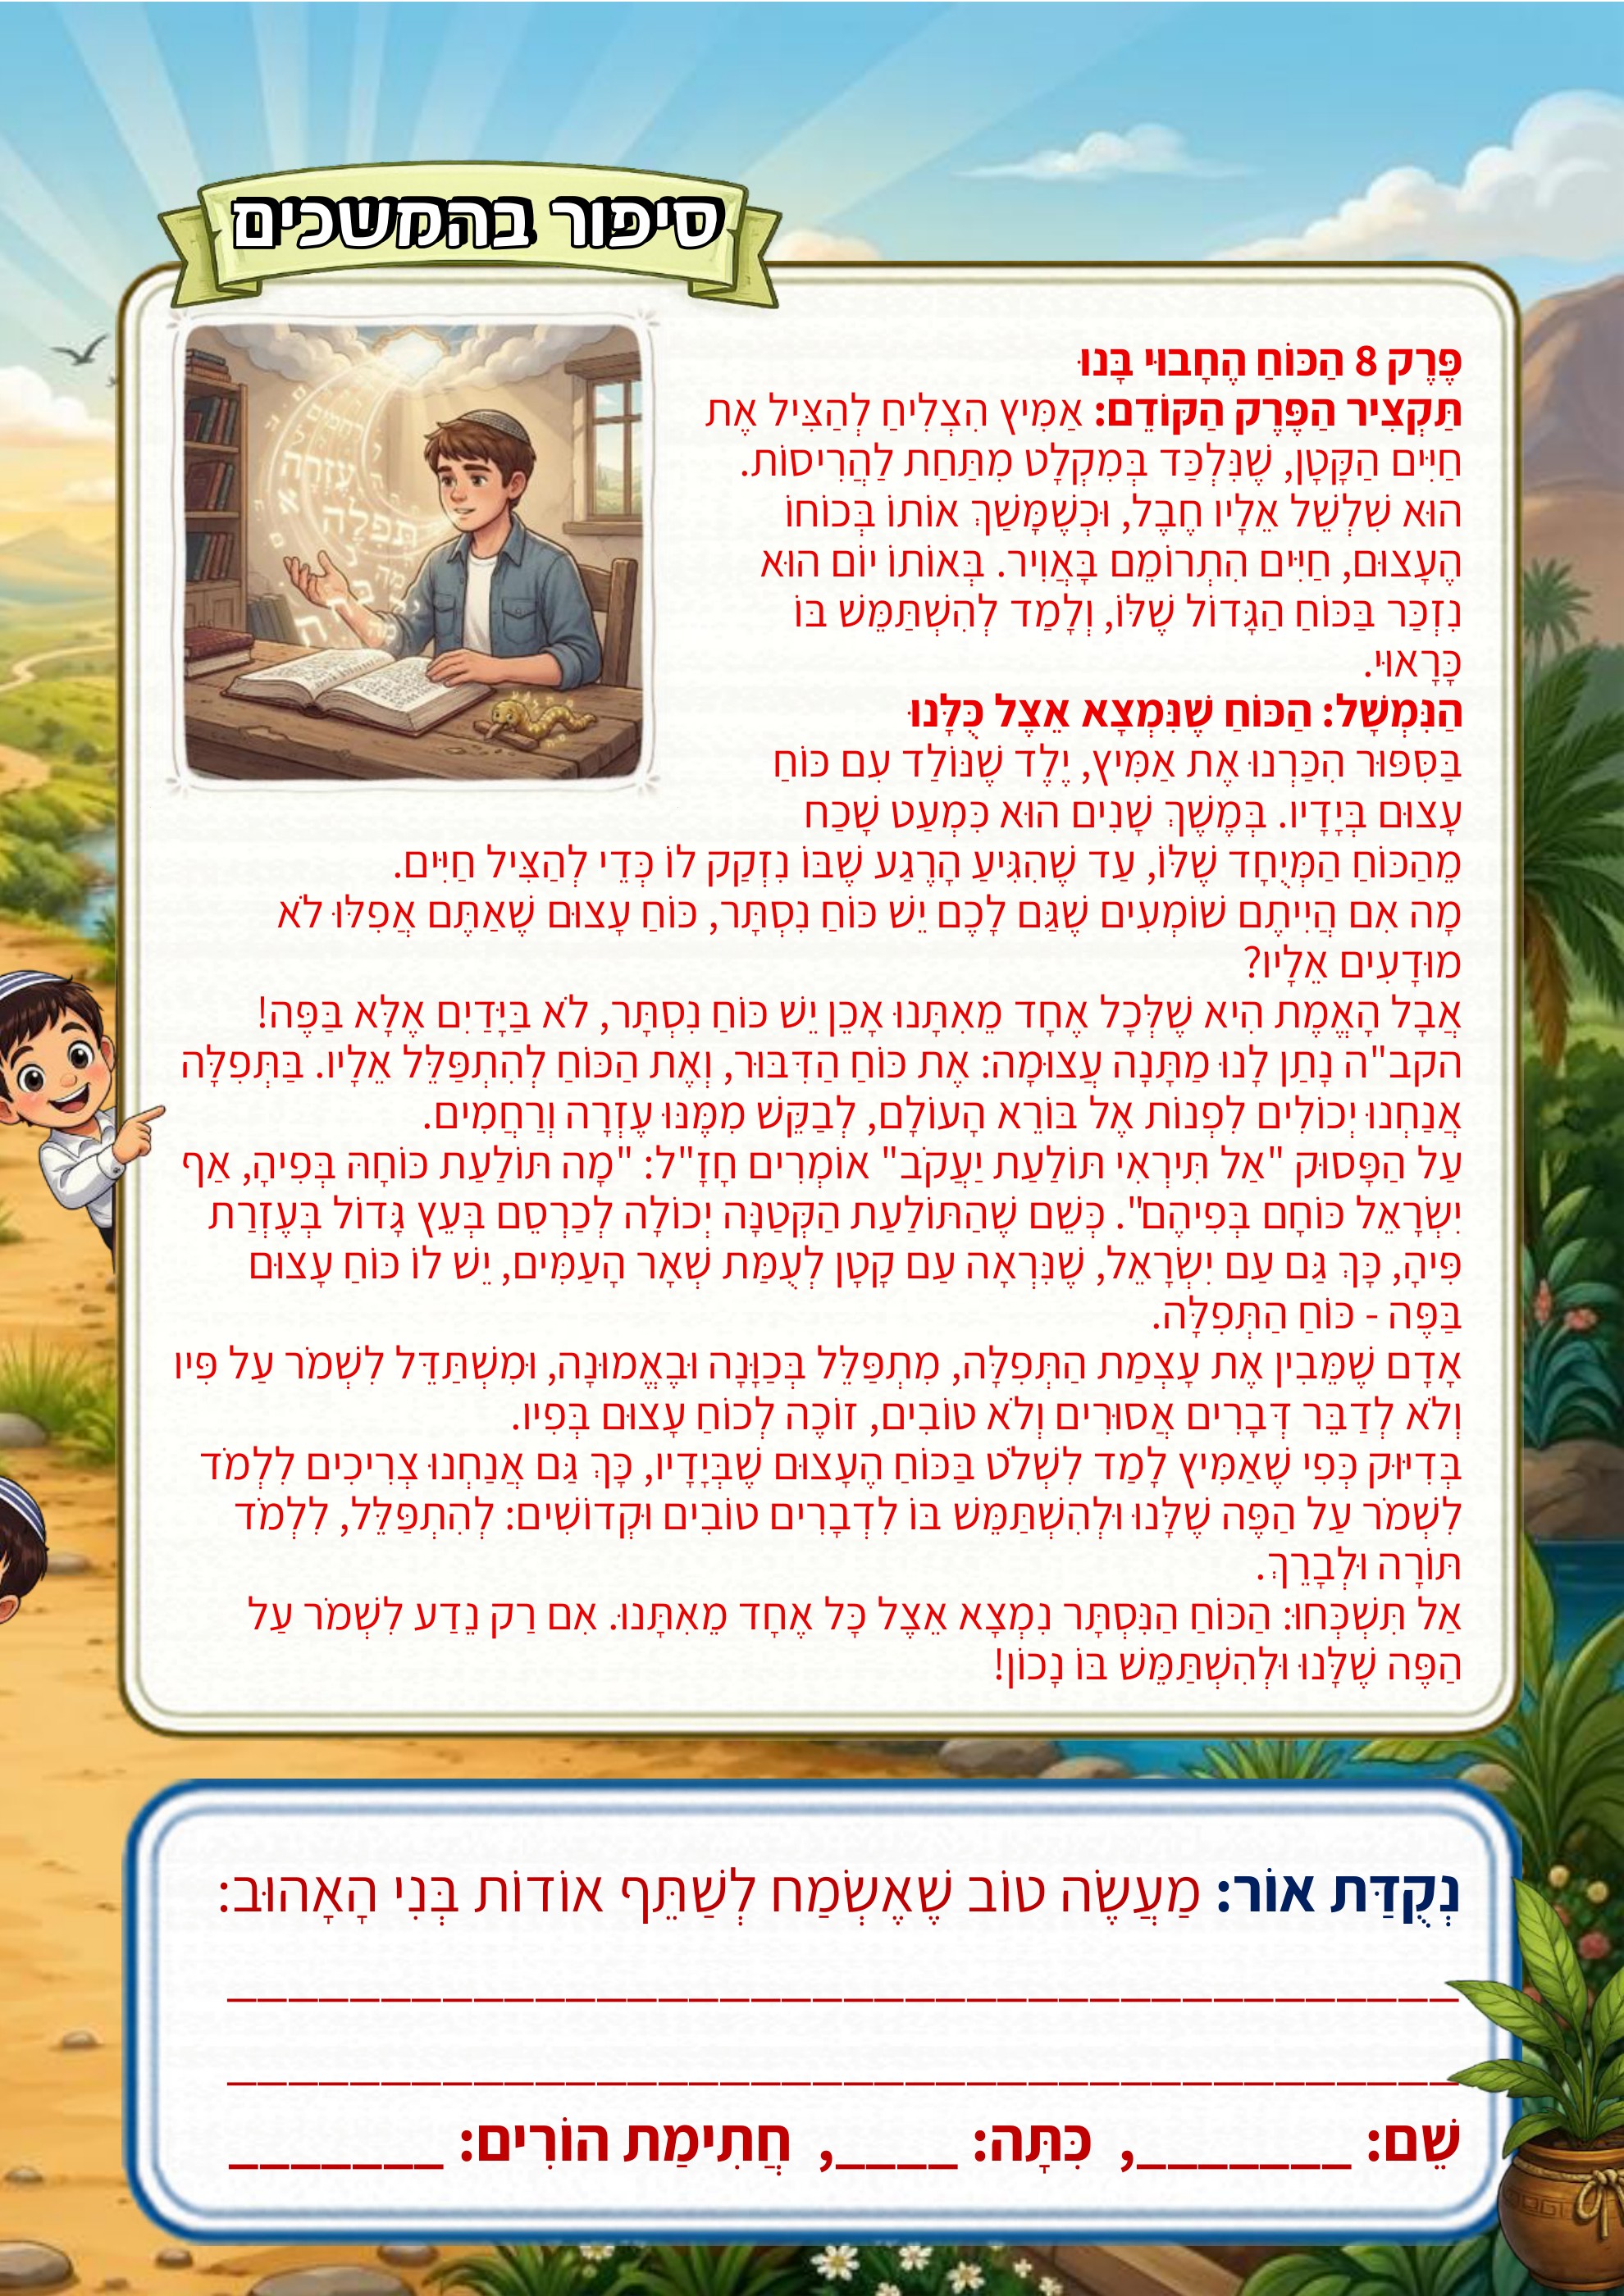 סיפור בהמשכים
פֶּרֶק 8 הַכּוֹחַ הֶחָבוּי בָּנוּ
תַּקְצִיר הַפֶּרֶק הַקּוֹדֵם: אַמִּיץ הִצְלִיחַ לְהַצִּיל אֶת
חַיִּים הַקָּטָן, שֶׁנִּלְכַּד בְּמִקְלָט מִתַּחַת לַהֲרִיסוֹת.
הוּא שִׁלְשֵׁל אֵלָיו חֶבֶל, וּכְשֶׁמָּשַׁךְ אוֹתוֹ בְּכוֹחוֹ
הֶעָצוּם, חַיִּים הִתְרוֹמֵם בָּאֲוִיר. בְּאוֹתוֹ יוֹם הוּא
נִזְכַּר בַּכּוֹחַ הַגָּדוֹל שֶׁלּוֹ, וְלָמַד לְהִשְׁתַּמֵּשׁ בּוֹ
כָּרָאוּי.
הַנִּמְשָׁל: הַכּוֹחַ שֶׁנִּמְצָא אֵצֶל כֻּלָּנוּ
בַּסִּפּוּר הִכַּרְנוּ אֶת אַמִּיץ, יֶלֶד שֶׁנּוֹלַד עִם כּוֹחַ
עָצוּם בְּיָדָיו. בְּמֶשֶׁךְ שָׁנִים הוּא כִּמְעַט שָׁכַח
מֵהַכּוֹחַ הַמְּיֻחָד שֶׁלּוֹ, עַד שֶׁהִגִּיעַ הָרֶגַע שֶׁבּוֹ נִזְקַק לוֹ כְּדֵי לְהַצִּיל חַיִּים.
מָה אִם הֱיִיתֶם שׁוֹמְעִים שֶׁגַּם לָכֶם יֵשׁ כּוֹחַ נִסְתָּר, כּוֹחַ עָצוּם שֶׁאַתֶּם אֲפִלּוּ לֹא
מוּדָעִים אֵלָיו?
אֲבָל הָאֱמֶת הִיא שֶׁלְּכָל אֶחָד מֵאִתָּנוּ אָכֵן יֵשׁ כּוֹחַ נִסְתָּר, לֹא בַּיָּדַיִם אֶלָּא בַּפֶּה!
הקב"ה נָתַן לָנוּ מַתָּנָה עֲצוּמָה: אֶת כּוֹחַ הַדִּבּוּר, וְאֶת הַכּוֹחַ לְהִתְפַּלֵּל אֵלָיו. בַּתְּפִלָּה
אֲנַחְנוּ יְכוֹלִים לִפְנוֹת אֶל בּוֹרֵא הָעוֹלָם, לְבַקֵּשׁ מִמֶּנּוּ עֶזְרָה וְרַחֲמִים.
עַל הַפָּסוּק "אַל תִּירְאִי תּוֹלַעַת יַעֲקֹב" אוֹמְרִים חָזָ"ל: "מָה תּוֹלַעַת כּוֹחָהּ בְּפִיהָ, אַף
יִשְׂרָאֵל כּוֹחָם בְּפִיהֶם". כְּשֵׁם שֶׁהַתּוֹלַעַת הַקְּטַנָּה יְכוֹלָה לְכַרְסֵם בְּעֵץ גָּדוֹל בְּעֶזְרַת
פִּיהָ, כָּךְ גַּם עַם יִשְׂרָאֵל, שֶׁנִּרְאָה עַם קָטָן לְעֻמַּת שְׁאָר הָעַמִּים, יֵשׁ לוֹ כּוֹחַ עָצוּם
בַּפֶּה - כּוֹחַ הַתְּפִלָּה.
אָדָם שֶׁמֵּבִין אֶת עָצְמַת הַתְּפִלָּה, מִתְפַּלֵּל בְּכַוָּנָה וּבֶאֱמוּנָה, וּמִשְׁתַּדֵּל לִשְׁמֹר עַל פִּיו
וְלֹא לְדַבֵּר דְּבָרִים אֲסוּרִים וְלֹא טוֹבִים, זוֹכֶה לְכוֹחַ עָצוּם בְּפִיו.
בְּדִיּוּק כְּפִי שֶׁאַמִּיץ לָמַד לִשְׁלֹט בַּכּוֹחַ הֶעָצוּם שֶׁבְּיָדָיו, כָּךְ גַּם אֲנַחְנוּ צְרִיכִים לִלְמֹד
לִשְׁמֹר עַל הַפֶּה שֶׁלָּנוּ וּלְהִשְׁתַּמֵּשׁ בּוֹ לִדְבָרִים טוֹבִים וּקְדוֹשִׁים: לְהִתְפַּלֵּל, לִלְמֹד
תּוֹרָה וּלְבָרֵךְ.
אַל תִּשְׁכְּחוּ: הַכּוֹחַ הַנִּסְתָּר נִמְצָא אֵצֶל כָּל אֶחָד מֵאִתָּנוּ. אִם רַק נֵדַע לִשְׁמֹר עַל
הַפֶּה שֶׁלָּנוּ וּלְהִשְׁתַּמֵּשׁ בּוֹ נָכוֹן!
נְקֻדַּת אוֹר: מַעֲשֶׂה טוֹב שֶׁאֶשְׂמַח לְשַׁתֵּף אוֹדוֹת בְּנִי הָאָהוּב:
________________________________________
________________________________________
שֵׁם: _______, כִּתָּה: ____, חֲתִימַת הוֹרִים: _______